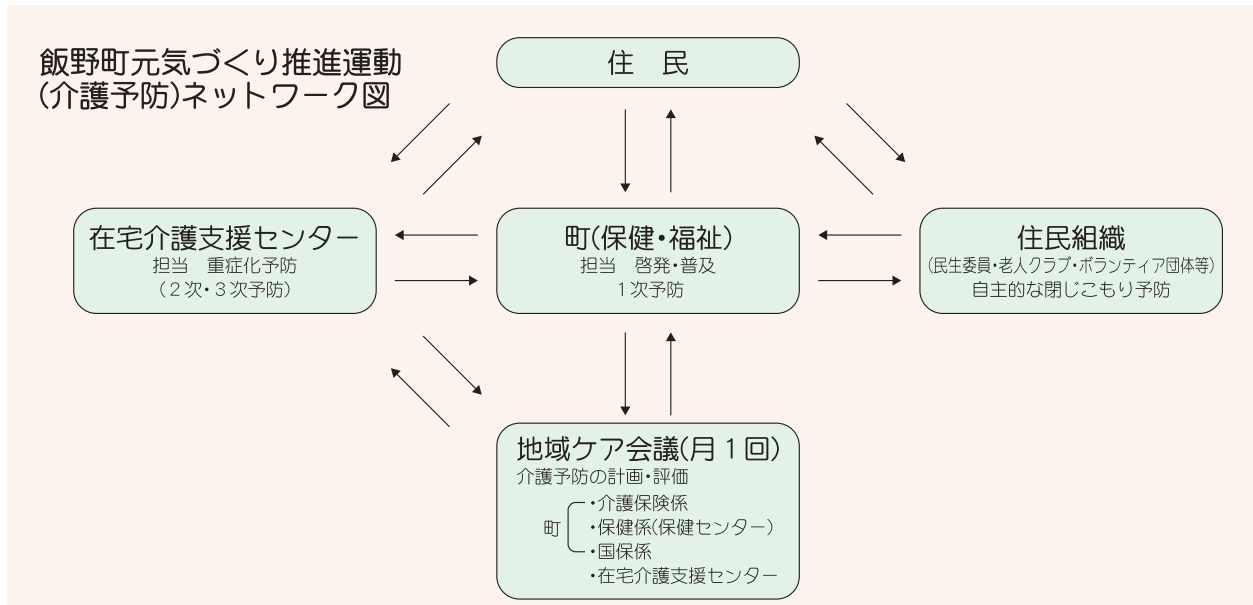 飯野町元気づくり推進運動
(介護予防)ネットワーク図
住　民
在宅介護支援センター
担当　重症化予防
(2次・3次予防)
町(保健・福祉)
担当　啓発・普及
1次予防
住民組織
(民生委員・老人クラブ・ボランティア団体等)
自主的な閉じこもり予防
地域ケア会議(月1回)
介護予防の計画・評価
町
・介護保険係
・保健係(保健センター)
・国保係
・在宅介護支援センター